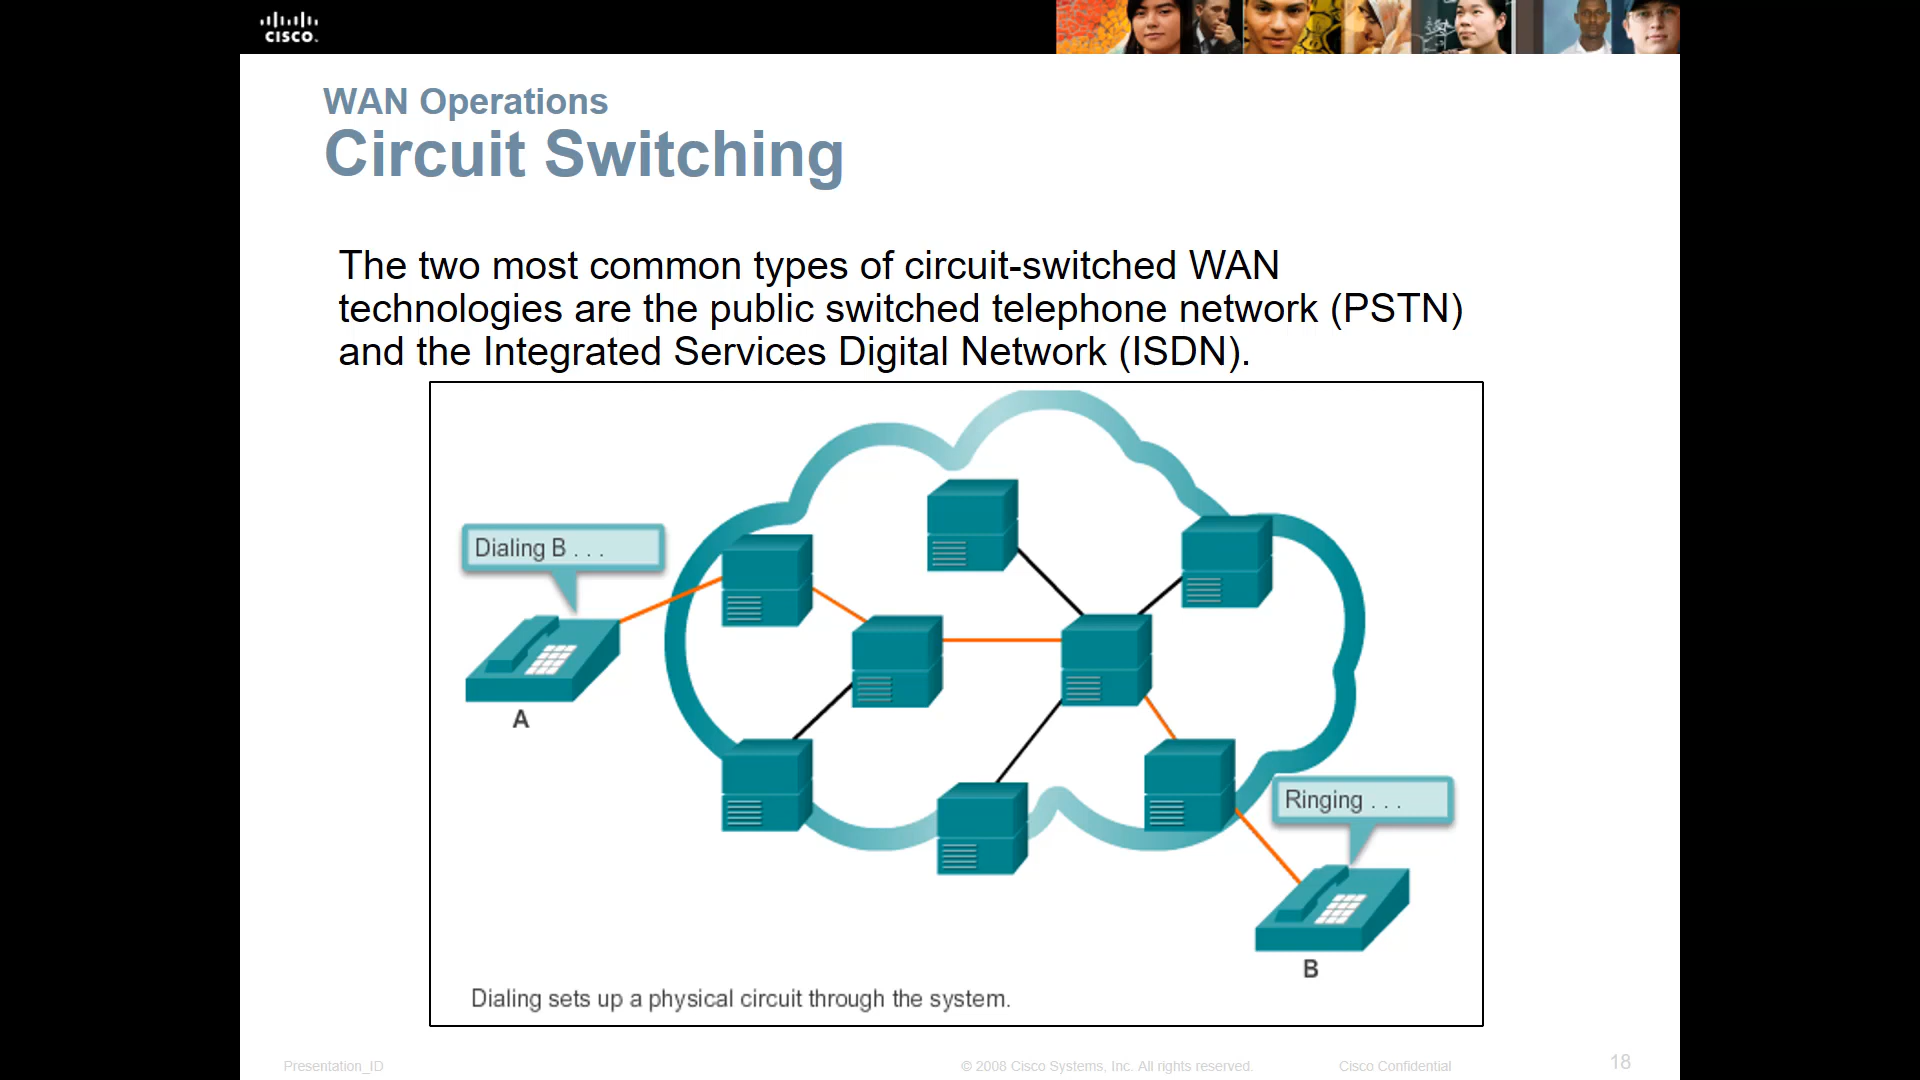 CISCO.
WAN Operations
Circuit Switching
The two most common types of circuit-switched WAN
technologies are the public switched telephone network (PSTN)
and the Integrated Services Digital Network (ISDN).
Dialing B . . .
A
Ringing . . .
B
Dialing sets up a physical circuit through the system.
Presentation_ID
© 2008 Cisco Systems, Inc. All rights reserved.
Cisco Confidential
18